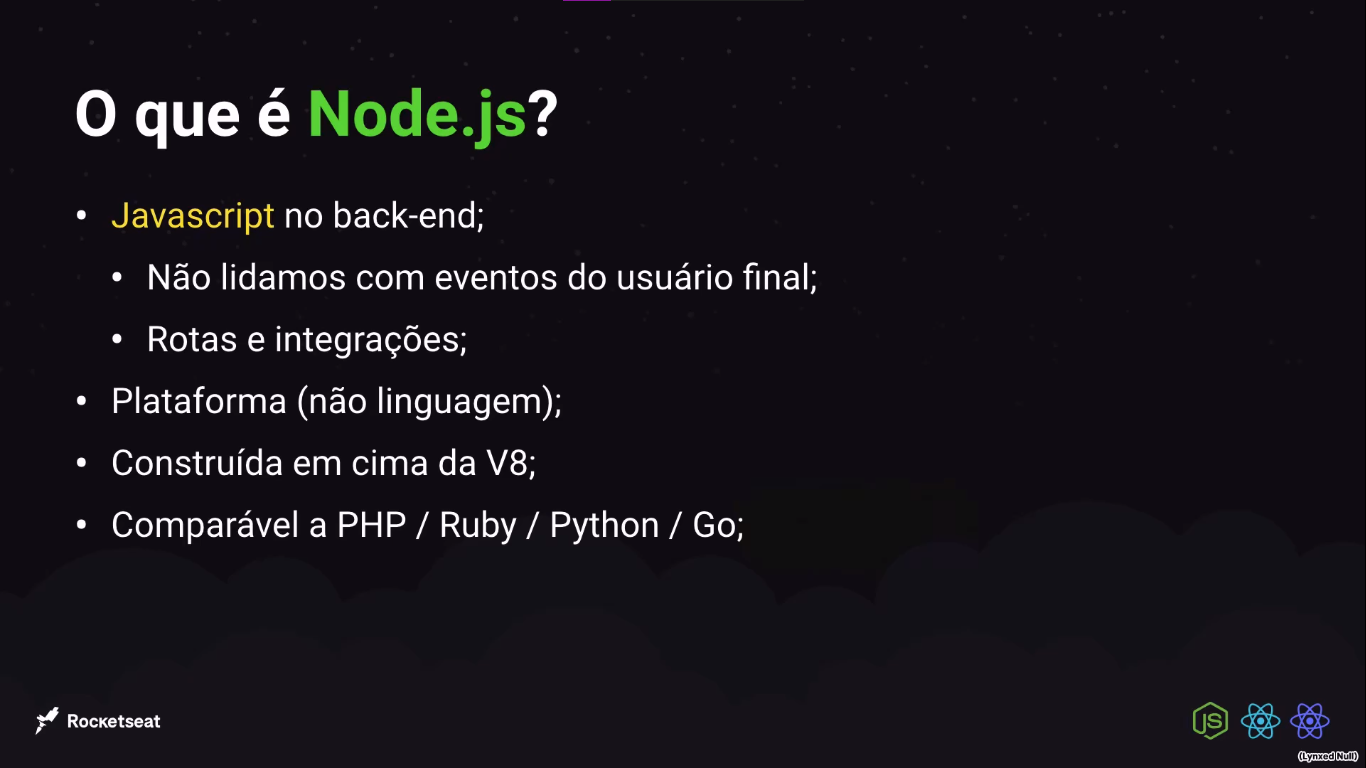 O que é Node.js?
• Javascript no back-end;
• Não lidamos com eventos do usuário final;
• Rotas e integrações;
• Plataforma (não linguagem);
• Construída em cima da V8;
• Comparável a PHP / Ruby / Python / Go;
Rocketseat
JS
(Lynxed Null)